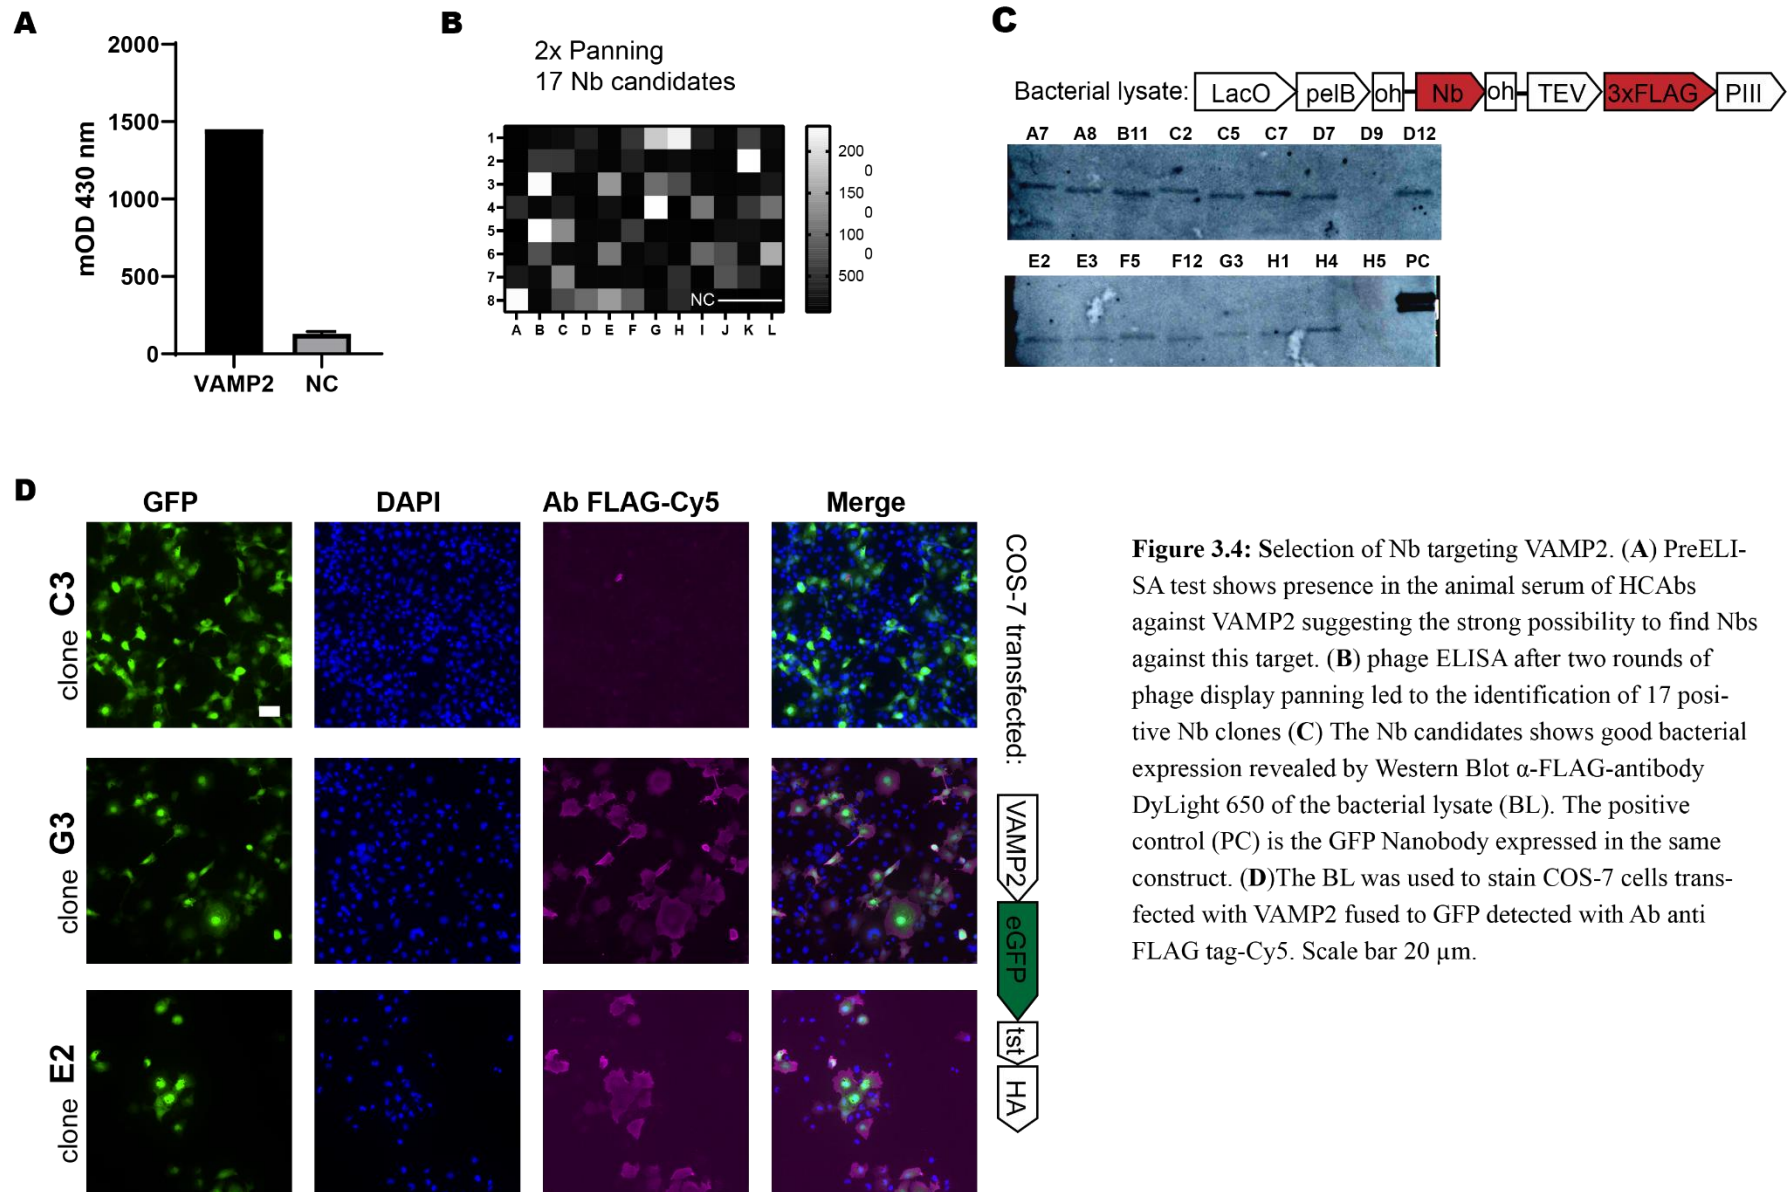 A
2000
1500
1000
500
0
mOD 430 nm
VAMP2 NC
B
2x Panning
17 Nb candidates
1
2
3
4
5
6
7
8
NC
A B C D E F G H I J K L
200
0
150
0
100
0
500
C
Bacterial lysate: LacO pelB oh Nb oh TEV 3xFLAG PIII
A7 A8 B11 C2 C5 C7 D7 D9 D12
E2 E3 F5 F12 G3 H1 H4 H5 PC
D
GFP DAPI Ab FLAG-Cy5 Merge
clone C3
clone G3
clone E2
COS-7 transfected: VAMP2 eGFP tst HA
Figure 3.4: Selection of Nb targeting VAMP2. (A) PreELI-
SA test shows presence in the animal serum of HCAbs
against VAMP2 suggesting the strong possibility to find Nbs
against this target. (B) phage ELISA after two rounds of
phage display panning led to the identification of 17 posi-
tive Nb clones (C) The Nb candidates shows good bacterial
expression revealed by Western Blot α-FLAG-antibody
DyLight 650 of the bacterial lysate (BL). The positive
control (PC) is the GFP Nanobody expressed in the same
construct. (D)The BL was used to stain COS-7 cells trans-
fected with VAMP2 fused to GFP detected with Ab anti
FLAG tag-Cy5. Scale bar 20 µm.